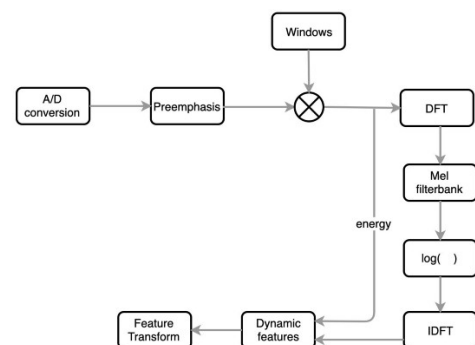 Windows
A/D
conversion
Preemphasis
DFT
Mel
filterbank
energy
log( )
Feature
Transform
Dynamic
features
IDFT